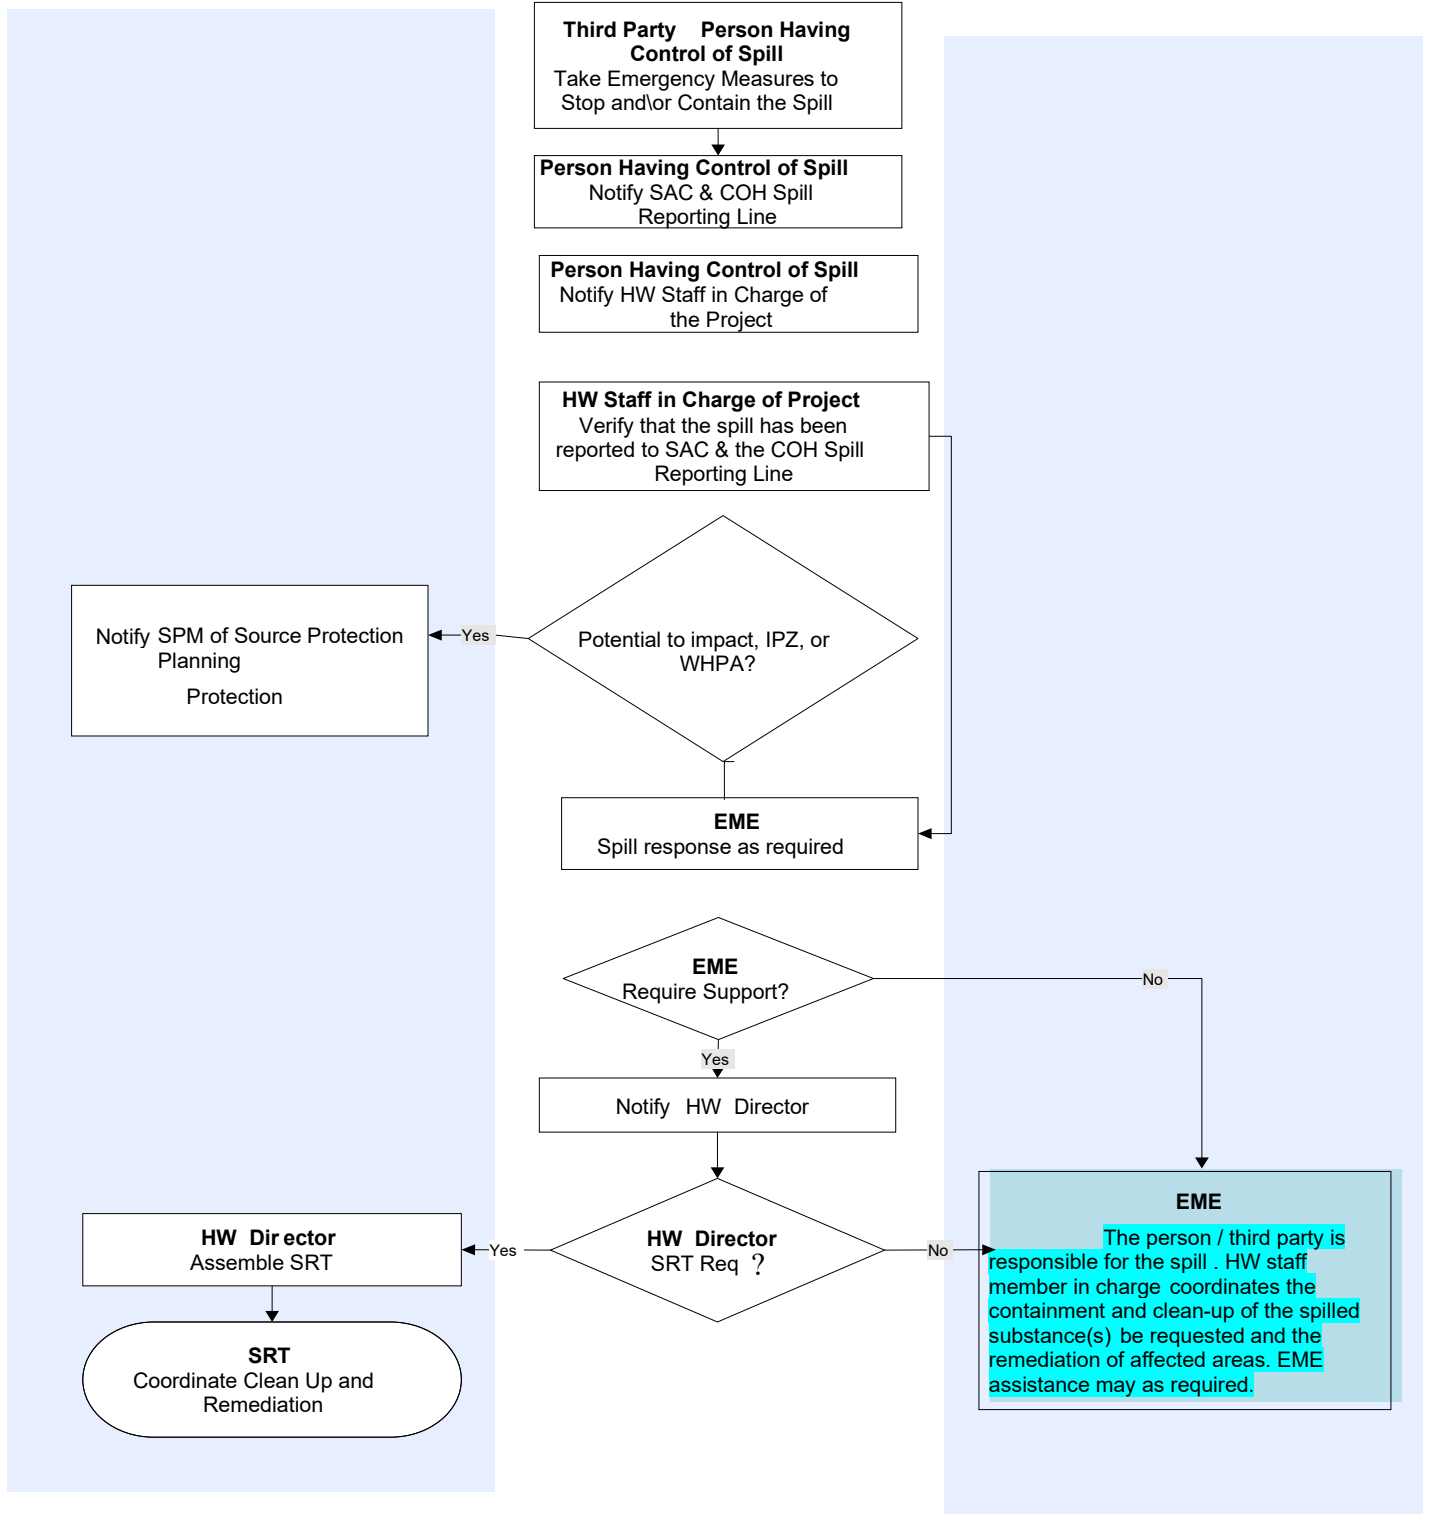 Third Party Person Having
Control of Spill
Take Emergency Measures to
Stop and\or Contain the Spill
Person Having Control of Spill
Notify SAC & COH Spill
Reporting Line
Person Having Control of Spill
Notify HW Staff in Charge of
the Project
HW Staff in Charge of Project
Verify that the spill has been
reported to SAC & the COH Spill
Reporting Line
Potential to impact, IPZ, or
WHPA?
Yes
Notify SPM of Source Protection
Planning
Protection
EME
Spill response as required
EME
Require Support?
No
Yes
Notify HW Director
HW Director
SRT Req ?
Yes
No
HW Dir ector
Assemble SRT
SRT
Coordinate Clean Up and
Remediation
EME
The person / third party is
responsible for the spill . HW staff
member in charge coordinates the
containment and clean-up of the spilled
substance(s) be requested and the
remediation of affected areas. EME
assistance may as required.